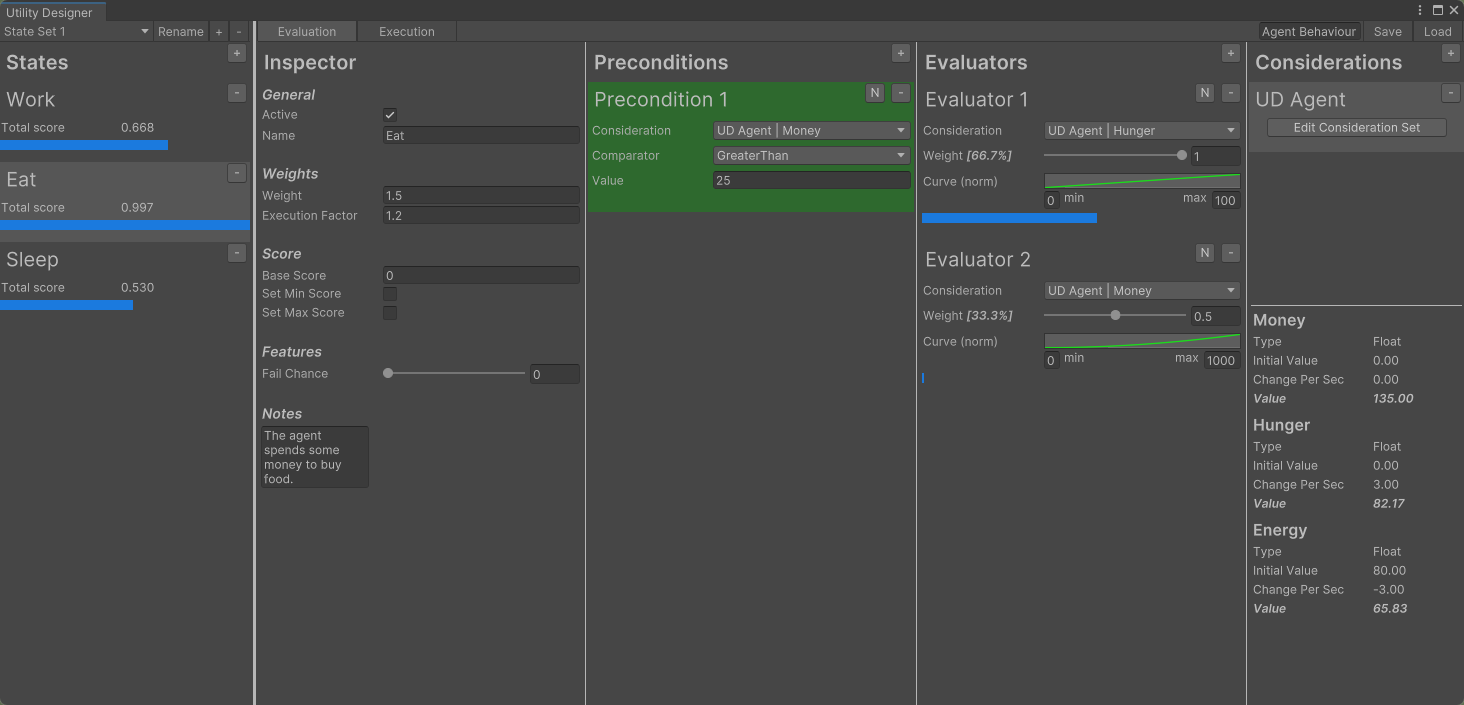 Utility Designer
State Set 1 Rename + -
Evaluation Execution
Agent Behaviour Save Load
States +
Work -
Total score 0.668
Eat -
Total score 0.997
Sleep -
Total score 0.530
Inspector
General
Active
Name Eat
Weights
Weight 1.5
Execution Factor 1.2
Score
Base Score 0
Set Min Score
Set Max Score
Features
Fail Chance 0
Notes
The agent
spends some
money to buy
food.
Preconditions +
Precondition 1 N -
Consideration UD Agent | Money
Comparator GreaterThan
Value 25
Evaluators +
Evaluator 1 N -
Consideration UD Agent | Hunger
Weight [66.7%] 1
Curve (norm)
0 min max 100
Evaluator 2 N -
Consideration UD Agent | Money
Weight [33.3%] 0.5
Curve (norm)
0 min max 1000
Considerations +
UD Agent -
Edit Consideration Set
Money
Type Float
Initial Value 0.00
Change Per Sec 0.00
Value 135.00
Hunger
Type Float
Initial Value 0.00
Change Per Sec 3.00
Value 82.17
Energy
Type Float
Initial Value 80.00
Change Per Sec -3.00
Value 65.83